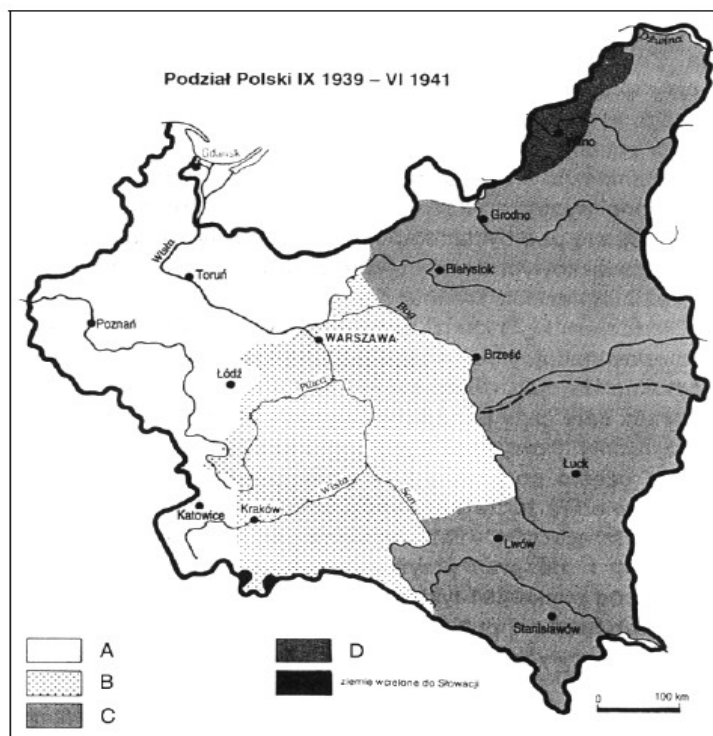 Podział Polski IX 1939 – VI 1941
Dźwina
Wilno
Gdańsk
Grodno
Wisła
Toruń
Białystok
Bug
Poznań
WARSZAWA
Brześć
Łódź
Pilica
Łuck
Wisła
San
Katowice
Kraków
Lwów
Stanisławów
A
B
C
D
ziemie wcielone do Słowacji
0 100 km